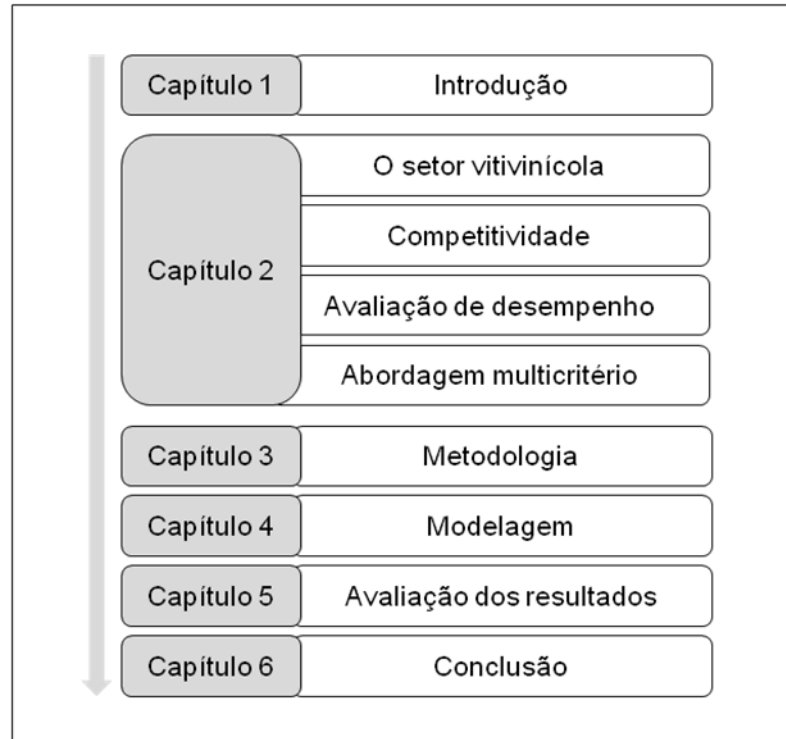 Capítulo 1
Introdução
Capítulo 2
O setor vitivinícola
Competitividade
Avaliação de desempenho
Abordagem multicritério
Capítulo 3
Metodologia
Capítulo 4
Modelagem
Capítulo 5
Avaliação dos resultados
Capítulo 6
Conclusão